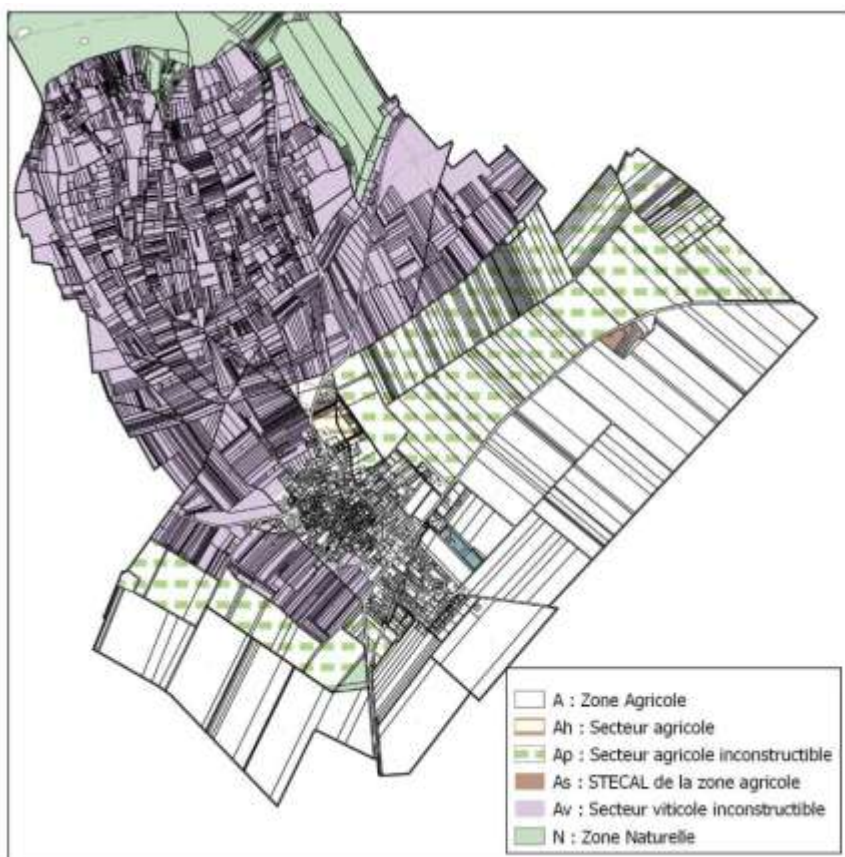 A : Zone Agricole
Ah : Secteur agricole
Ap : Secteur agricole inconstructible
As : STECAL de la zone agricole
Av : Secteur viticole inconstructible
N : Zone Naturelle